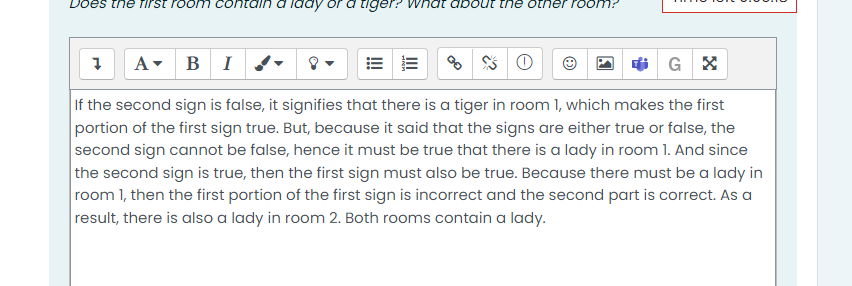 Does the first room contain a lady or a tiger? What about the other room?
A B I G
If the second sign is false, it signifies that there is a tiger in room 1, which makes the first
portion of the first sign true. But, because it said that the signs are either true or false, the
second sign cannot be false, hence it must be true that there is a lady in room 1. And since
the second sign is true, then the first sign must also be true. Because there must be a lady in
room 1, then the first portion of the first sign is incorrect and the second part is correct. As a
result, there is also a lady in room 2. Both rooms contain a lady.